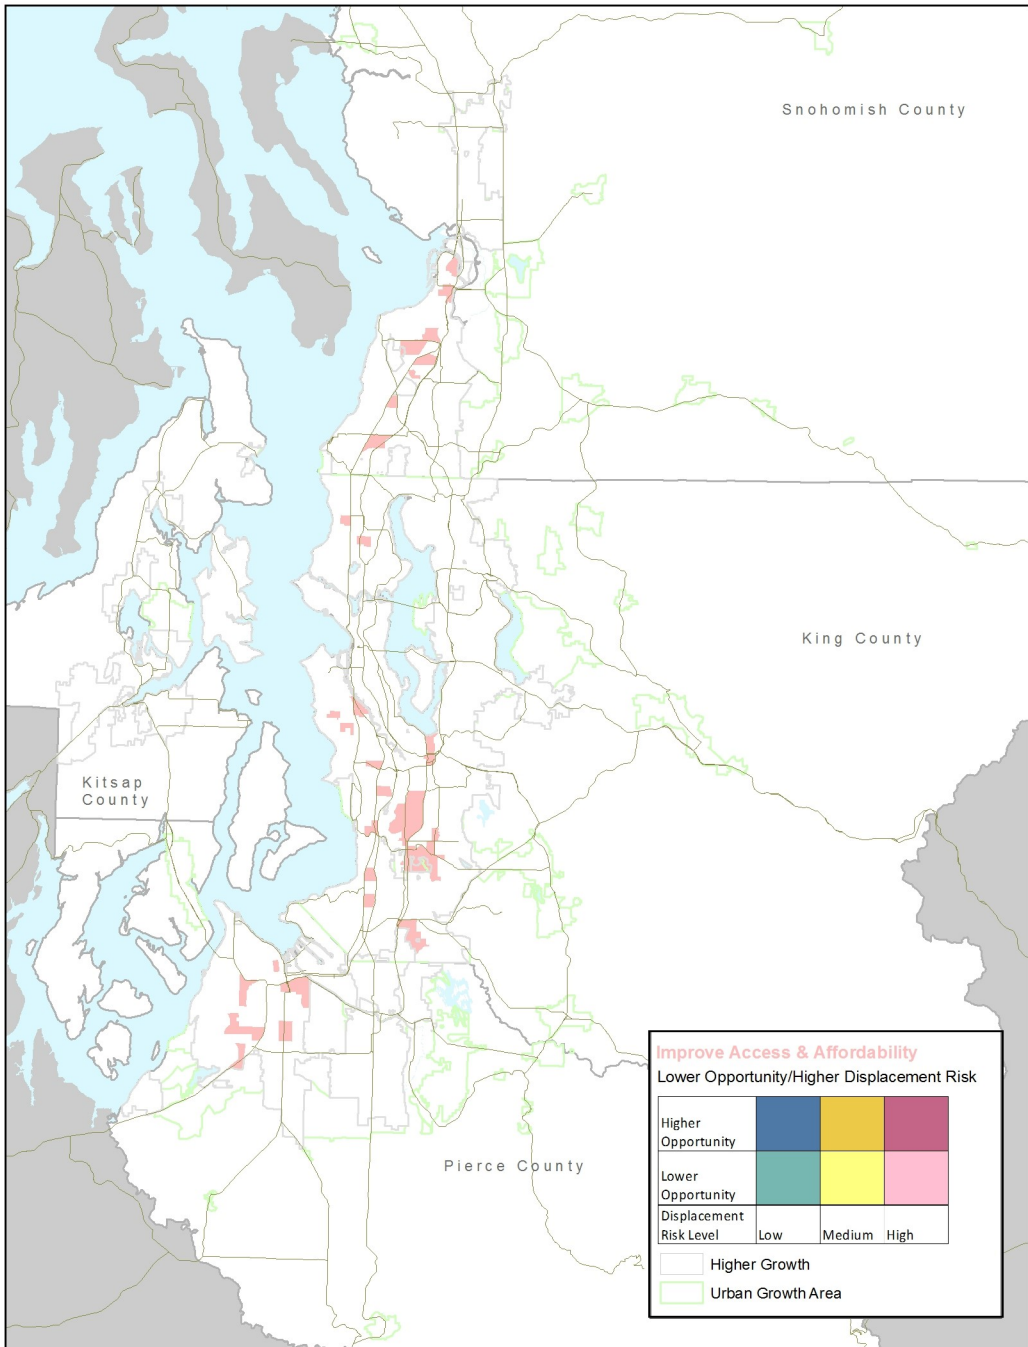 Snohomish County
King County
Kitsap
County
Pierce County
Improve Access & Affordability
Lower Opportunity/Higher Displacement Risk
Higher
Opportunity
Lower
Opportunity
Displacement
Risk Level
Low
Medium
High
Higher Growth
Urban Growth Area